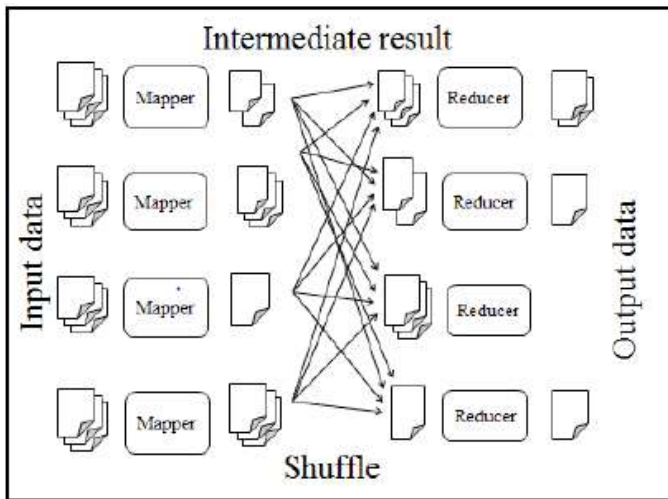 Intermediate result
Mapper
Reducer
Mapper
Reducer
Input data
Output data
Mapper
Reducer
Mapper
Reducer
Shuffle